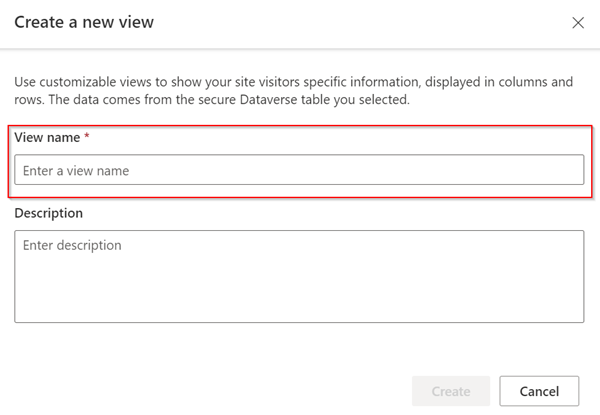 Create a new view
Use customizable views to show your site visitors specific information, displayed in columns and
rows. The data comes from the secure Dataverse table you selected.
View name *
Enter a view name
Description
Enter description
Create
Cancel